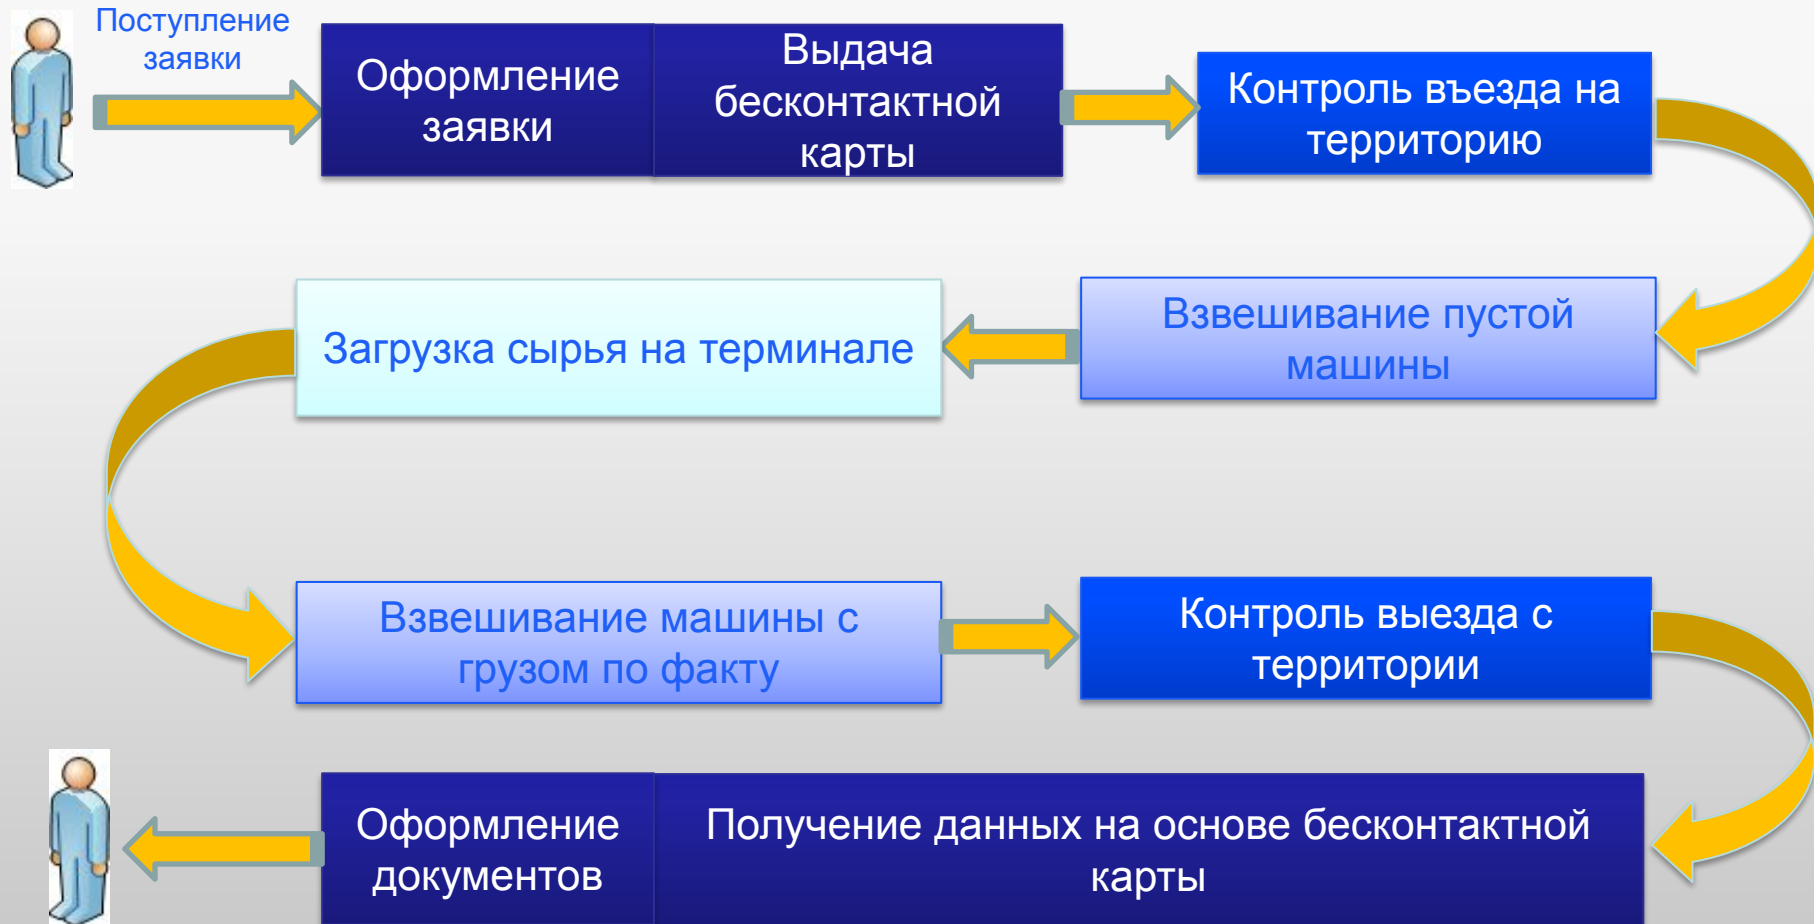 Поступление
заявки
Оформление
заявки
Выдача
бесконтактной
карты
Контроль въезда на
территорию
Взвешивание пустой
машины
Загрузка сырья на терминале
Взвешивание машины с
грузом по факту
Контроль выезда с
территории
Получение данных на основе бесконтактной
карты
Оформление
документов